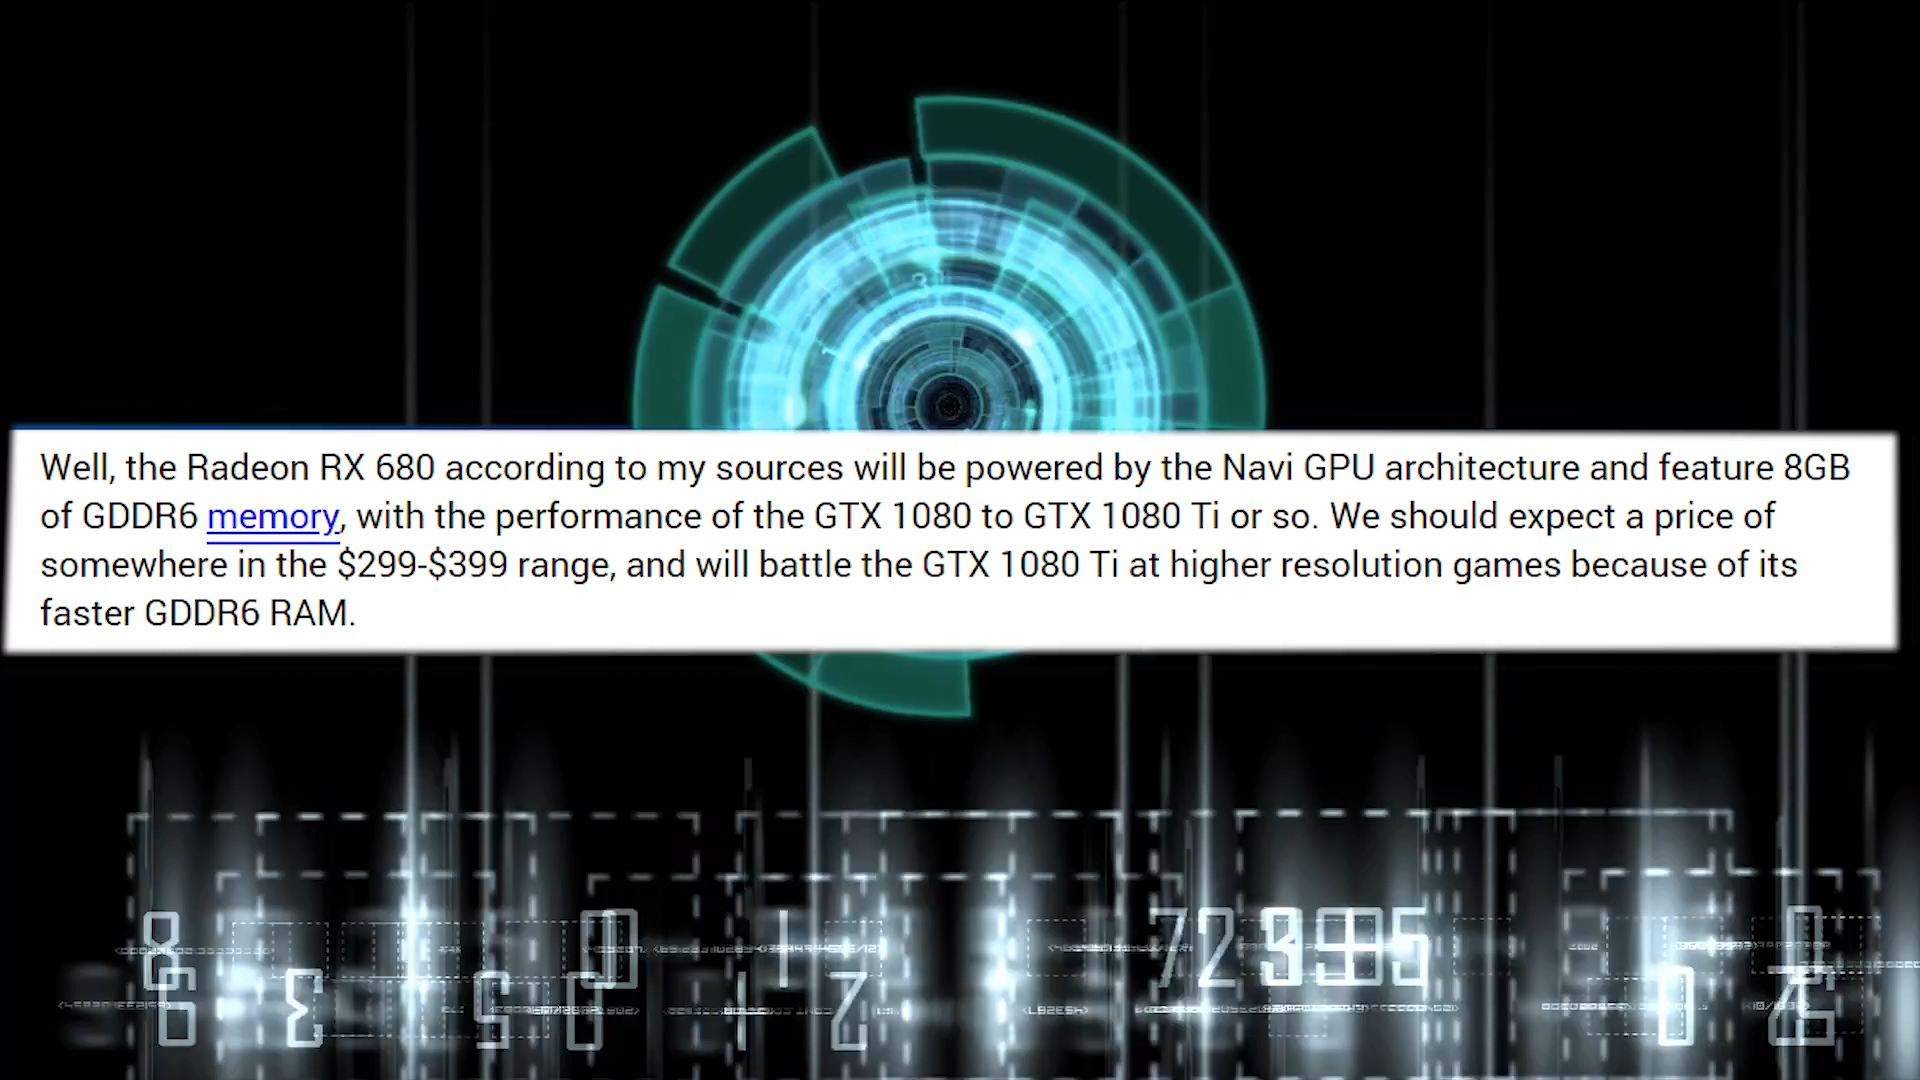 Well, the Radeon RX 680 according to my sources will be powered by the Navi GPU architecture and feature 8GB
of GDDR6 memory, with the performance of the GTX 1080 to GTX 1080 Ti or so. We should expect a price of
somewhere in the $299-$399 range, and will battle the GTX 1080 Ti at higher resolution games because of its
faster GDDR6 RAM.